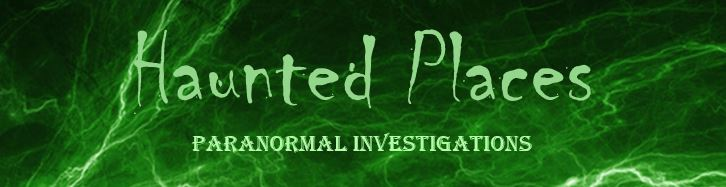 Haunted Places
PARANORMAL INVESTIGATIONS